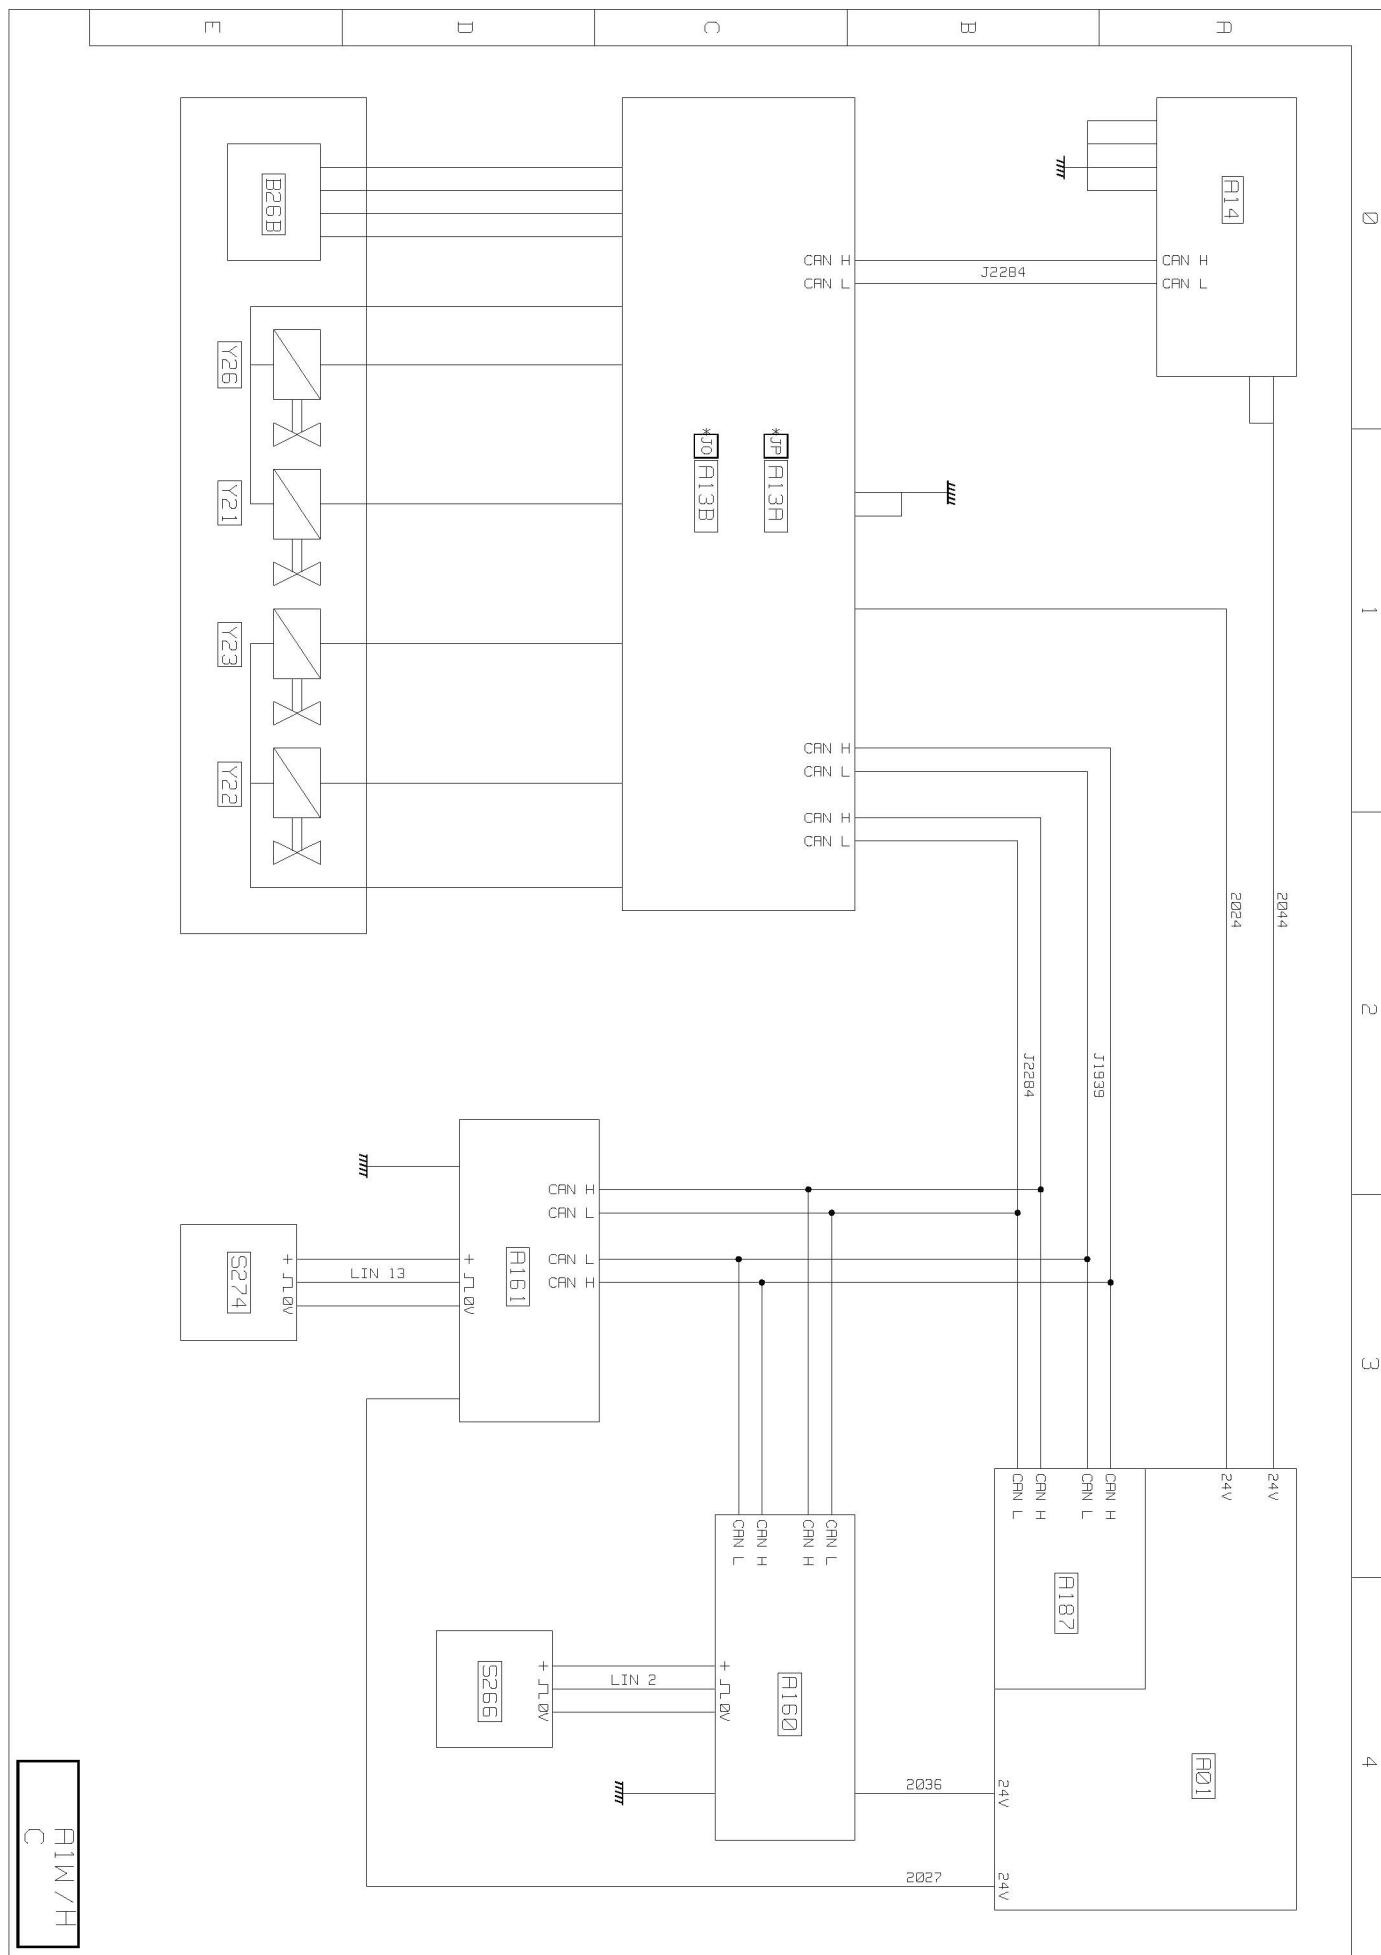 E
D
C
B
A
0
1
2
3
4
A14
CAN H
CAN L
J2284
CAN H
CAN L
B26B
Y26
Y21
Y23
Y22
*JP
A13A
*JO
A13B
CAN H
CAN L
CAN H
CAN L
2024
2044
J2284
J1939
A161
CAN H
CAN L
CAN L
CAN H
+
0V
LIN 13
+
0V
S274
24V
24V
CAN L
CAN H
CAN L
CAN H
A187
A01
CAN L
CAN H
CAN H
CAN L
A160
+
0V
LIN 2
+
0V
S266
2036
24V
2027
24V
A1W/H
C